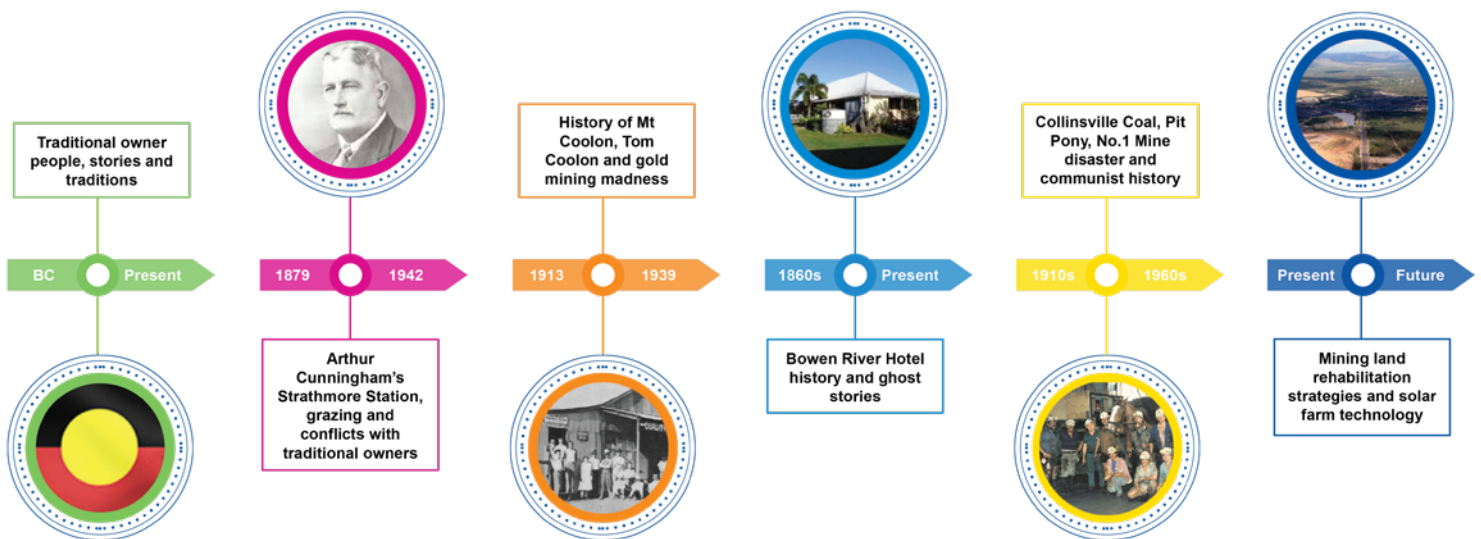 Traditional owner
people, stories and
traditions
BC
Present
1879
1942
Arthur
Cunningham's
Strathmore Station,
grazing and
conflicts with
traditional owners
History of Mt
Coolon, Tom
Coolon and gold
mining madness
1913
1939
1860s
Present
Bowen River Hotel
history and ghost
stories
Collinsville Coal, Pit
Pony, No.1 Mine
disaster and
communist history
1910s
1960s
Present
Future
Mining land
rehabilitation
strategies and solar
farm technology